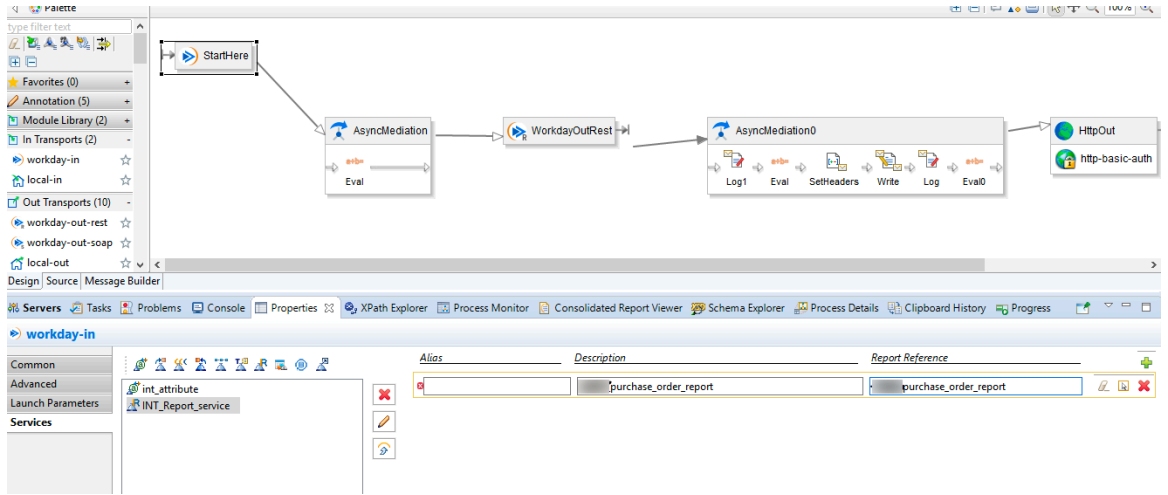 Palette
100%
type filter text
StartHere
Favorites (0) +
Annotation (5) +
Module Library (2) +
In Transports (2) -
workday-in
local-in
Out Transports (10) -
workday-out-rest
workday-out-soap
local-out
AsyncMediation
a+b=
Eval
WorkdayOutRest
AsyncMediation0
a+b=
a+b=
Log1 Eval SetHeaders Write Log Eval0
HttpOut
http-basic-auth
Design Source Message Builder
Servers Tasks Problems Console Properties XPath Explorer Process Monitor Consolidated Report Viewer Schema Explorer Process Details Clipboard History Progress
workday-in
Common
Advanced
Launch Parameters
Services
int_attribute
INT_Report_service
Alias Description Report Reference
purchase_order_report purchase_order_report